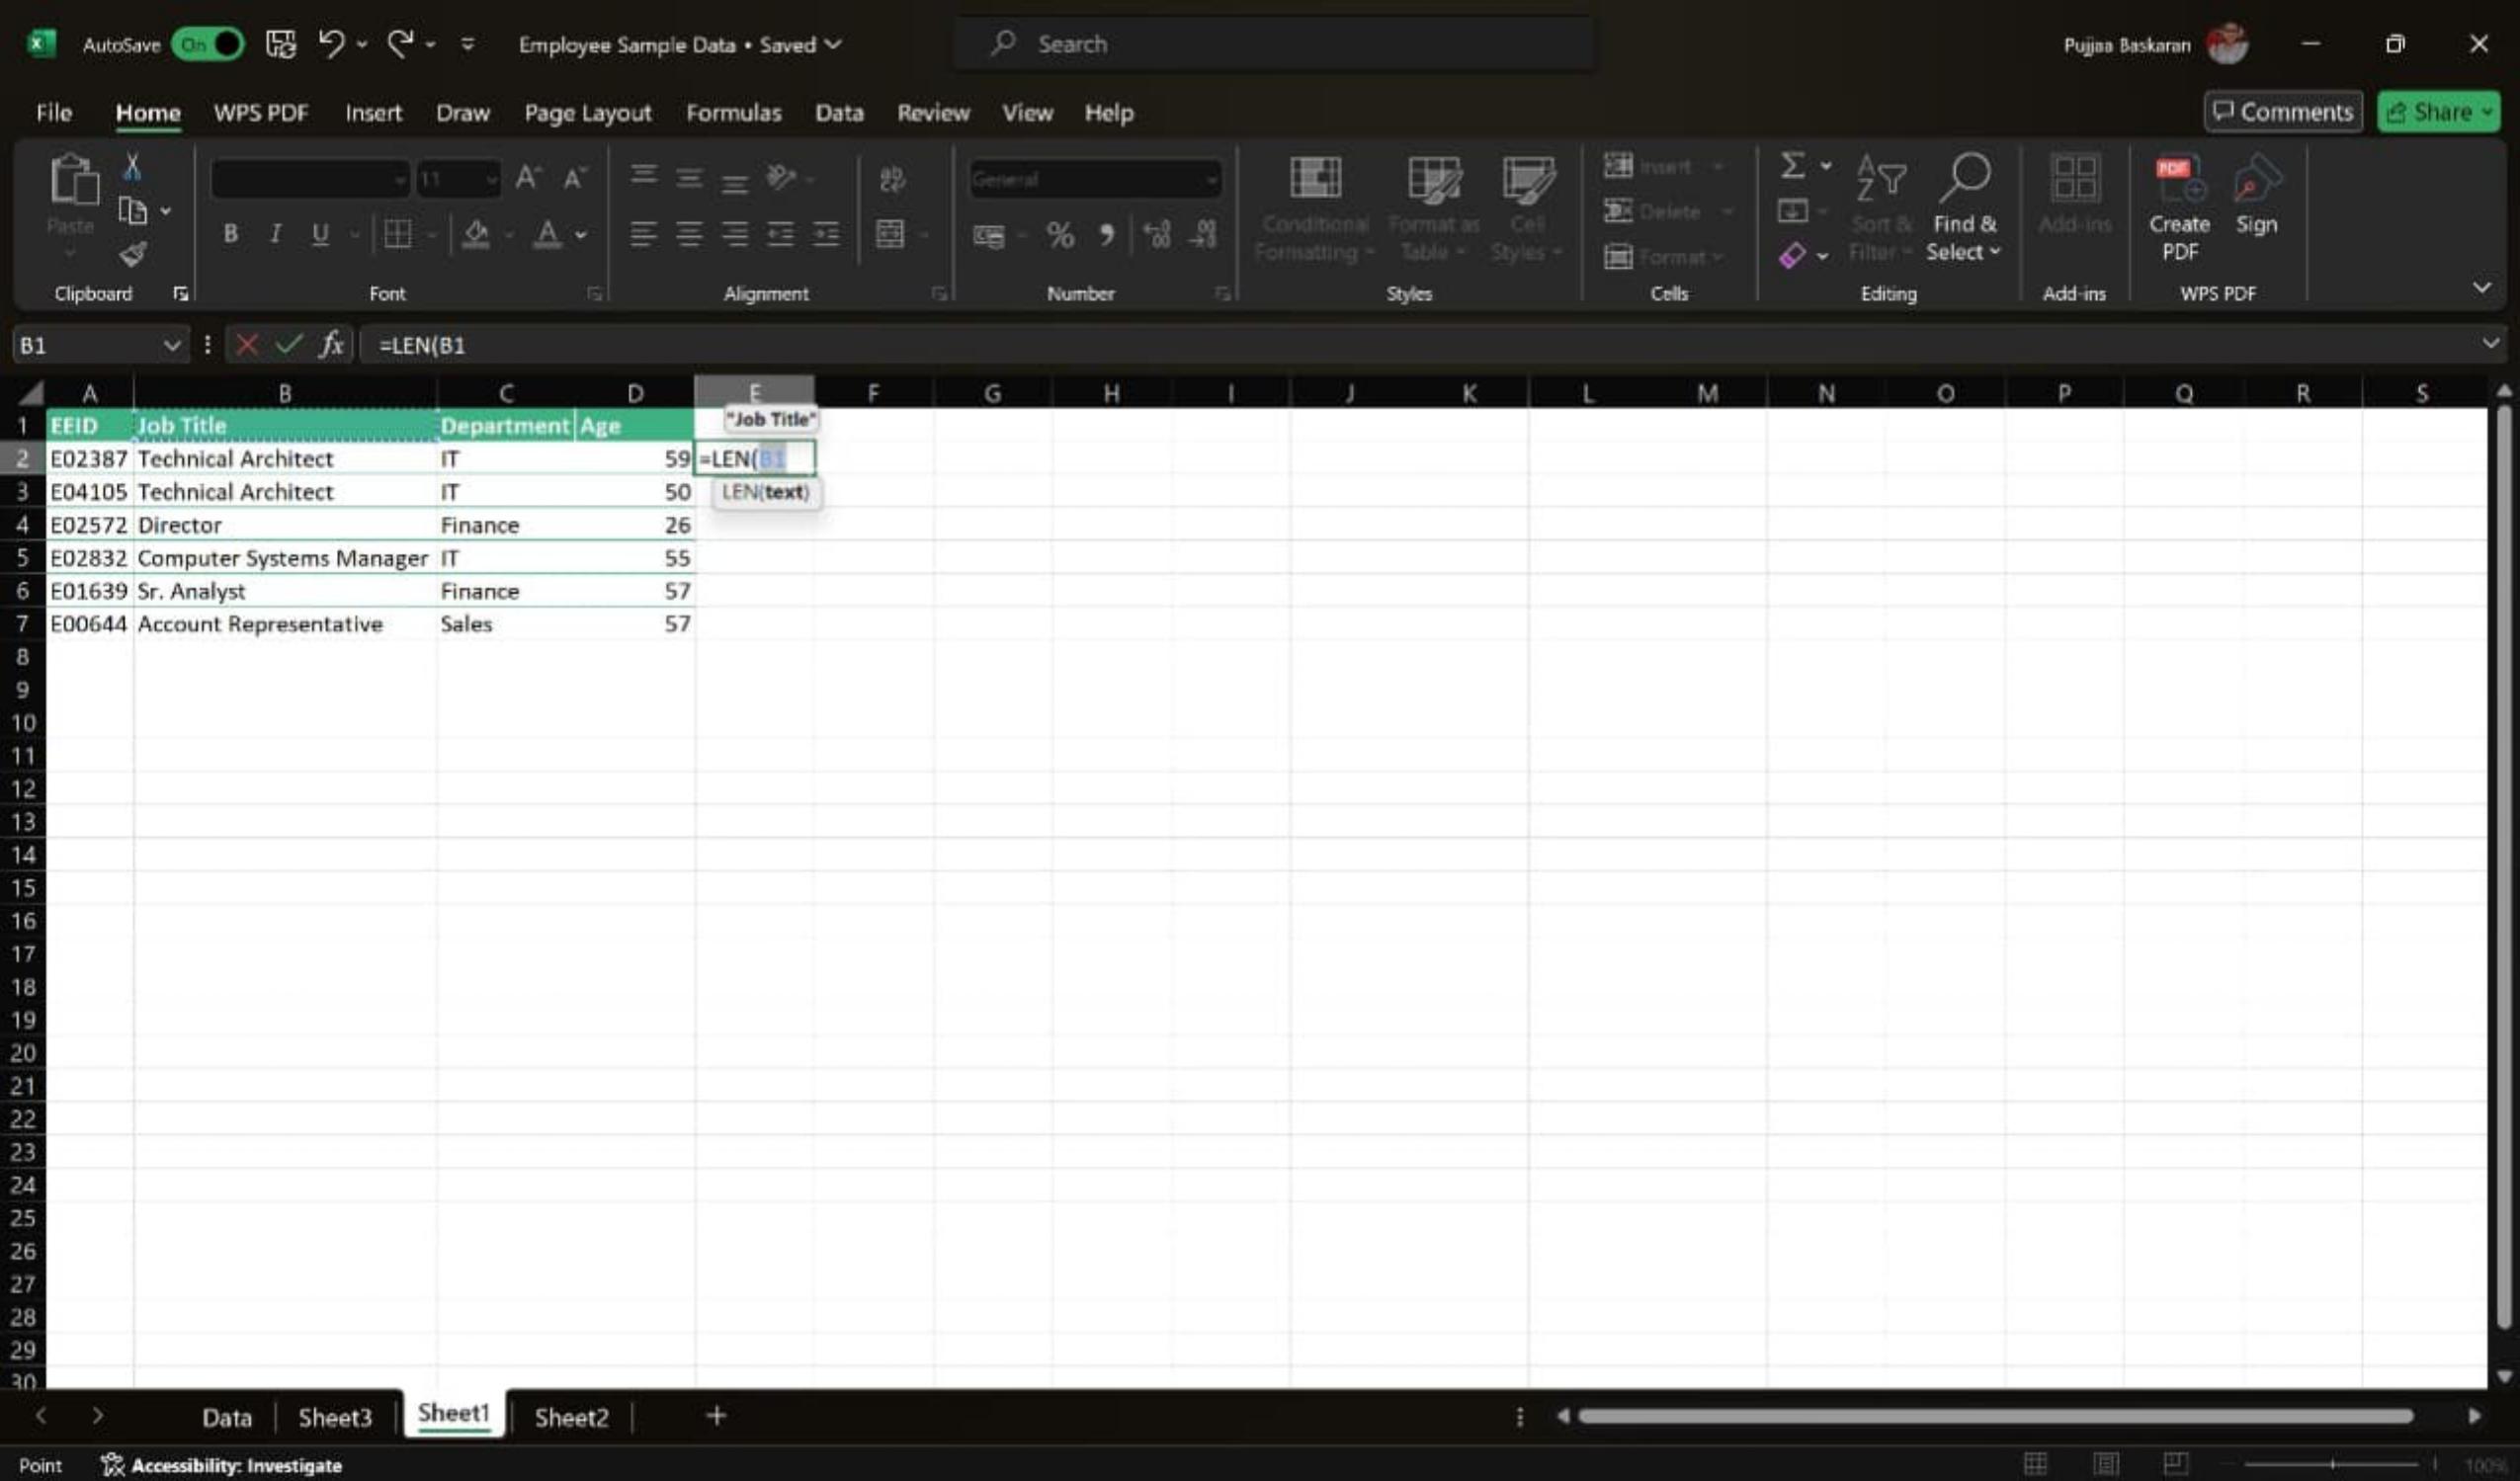 AutoSave On Employee Sample Data • Saved Search Pujjaa Baskaran
File Home WPS PDF Insert Draw Page Layout Formulas Data Review View Help Comments Share
Paste
Clipboard
11
B I U
Font
Alignment
General
Number
Conditional Formatting
Format as Table
Cell Styles
Styles
Insert
Delete
Format
Cells
Sort & Filter
Find & Select
Editing
Add-ins
Add-ins
Create PDF
Sign
WPS PDF
B1 fx =LEN(B1
A B C D E F G H I J K L M N O P Q R S
1 EEID Job Title Department Age "Job Title"
2 E02387 Technical Architect IT 59 =LEN(B1
3 E04105 Technical Architect IT 50 LEN(text)
4 E02572 Director Finance 26
5 E02832 Computer Systems Manager IT 55
6 E01639 Sr. Analyst Finance 57
7 E00644 Account Representative Sales 57
8
9
10
11
12
13
14
15
16
17
18
19
20
21
22
23
24
25
26
27
28
29
30
Data Sheet3 Sheet1 Sheet2
Point Accessibility: Investigate 100%